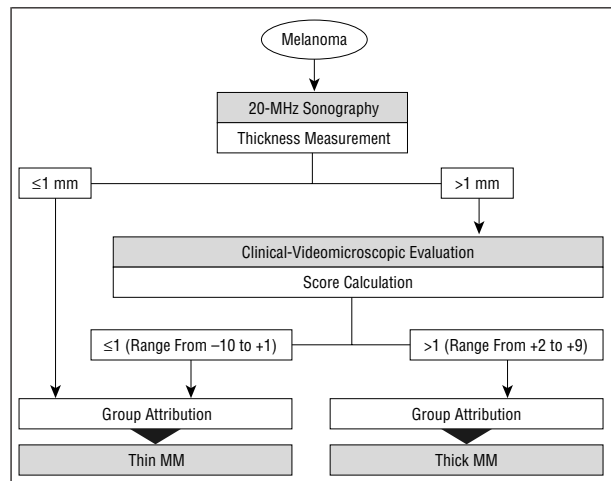 Melanoma
20-MHz Sonography
Thickness Measurement
≤1 mm
>1 mm
Clinical-Videomicroscopic Evaluation
Score Calculation
≤1 (Range From –10 to +1)
>1 (Range From +2 to +9)
Group Attribution
Group Attribution
Thin MM
Thick MM